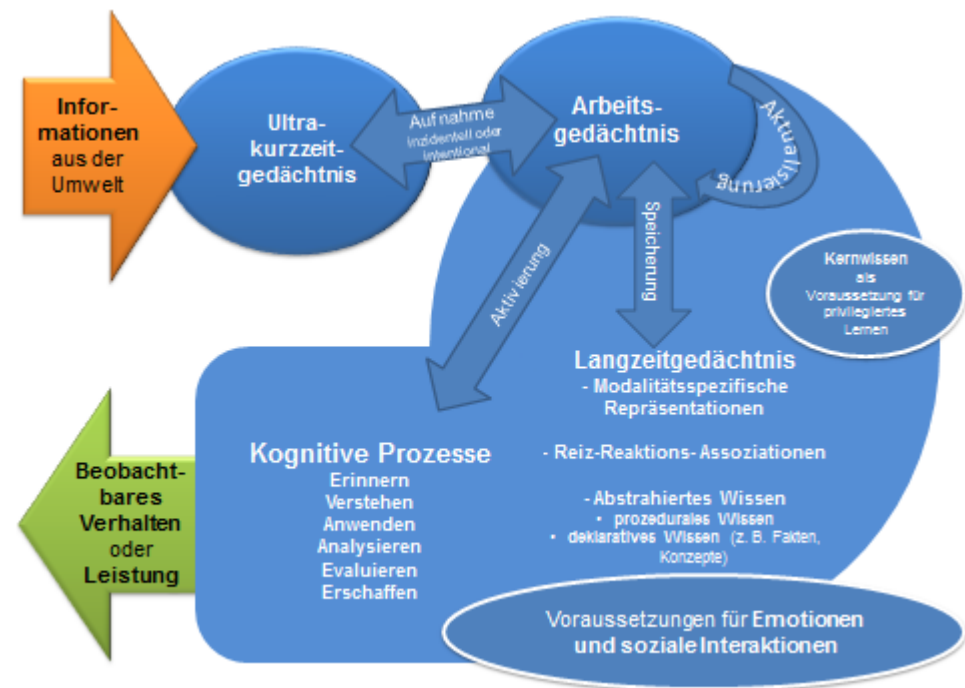 Infor-
mationen
aus der
Umwelt
Ultra-
kurzzeit-
gedächtnis
Aufnahme
inzidentell oder
intentional
Arbeits-
gedächtnis
Aktualisierung
Aktivierung
Speicherung
Kernwissen
als
Voraussetzung für
privilegiertes
Lernen
Langzeitgedächtnis
- Modalitätsspezifische
Repräsentationen
- Reiz-Reaktions- Assoziationen
- Abstrahiertes Wissen
• prozedurales Wissen
• deklaratives Wissen (z. B. Fakten,
Konzepte)
Kognitive Prozesse
Erinnern
Verstehen
Anwenden
Analysieren
Evaluieren
Erschaffen
Beobacht-
bares
Verhalten
oder
Leistung
Voraussetzungen für Emotionen
und soziale Interaktionen